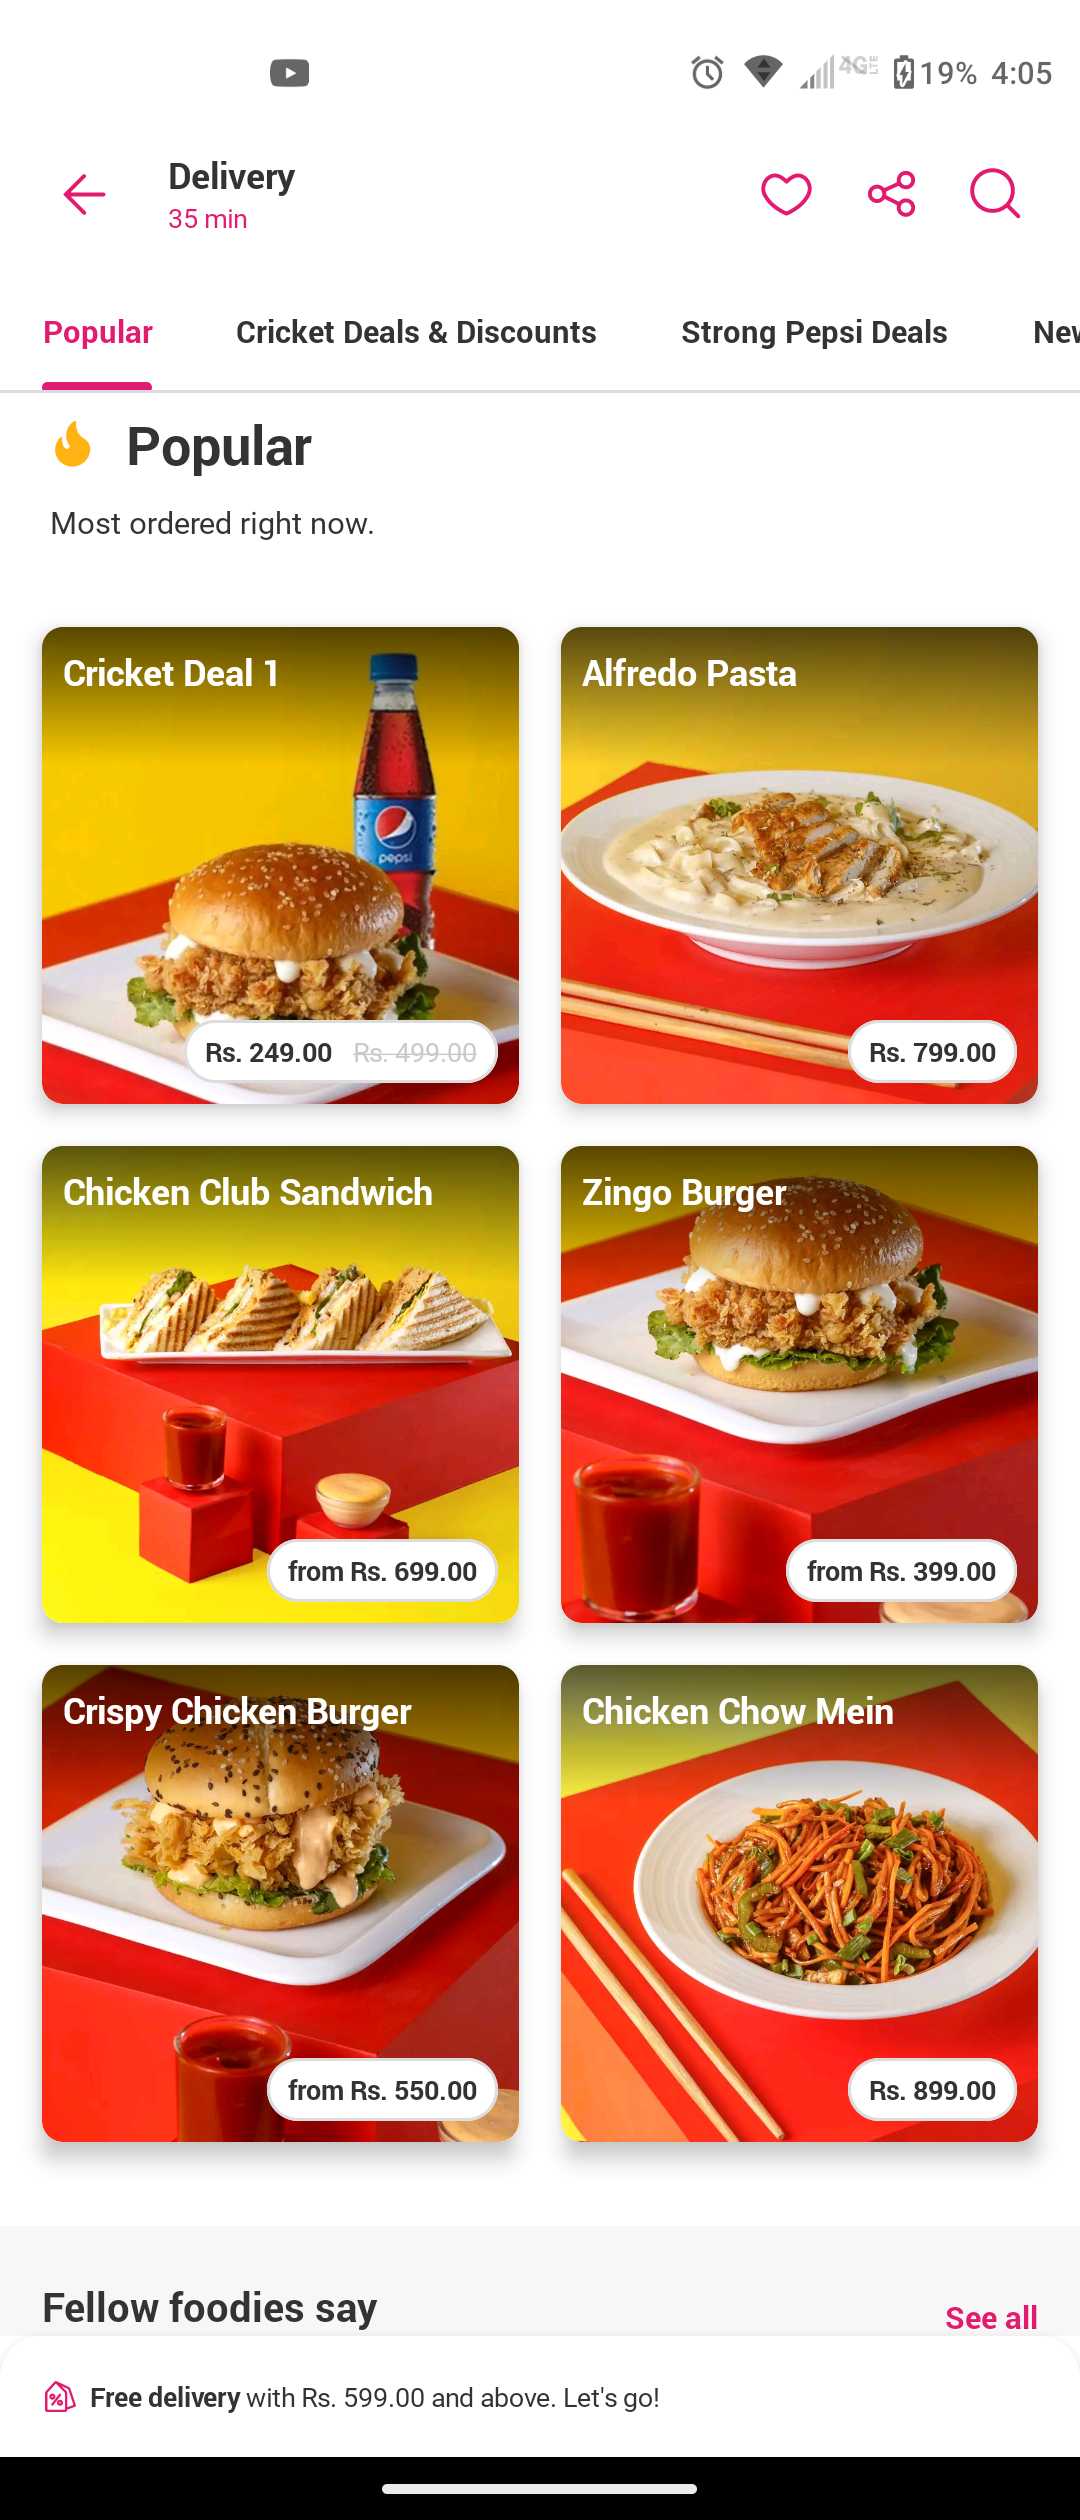 4G LTE 19% 4:05
Delivery
35 min
Popular Cricket Deals & Discounts Strong Pepsi Deals
Popular
Most ordered right now.
Cricket Deal 1
pepsi
Rs. 249.00 Rs. 499.00
Alfredo Pasta
Rs. 799.00
Chicken Club Sandwich
from Rs. 699.00
Zingo Burger
from Rs. 399.00
Crispy Chicken Burger
from Rs. 550.00
Chicken Chow Mein
Rs. 899.00
Fellow foodies say
See all
Free delivery with Rs. 599.00 and above. Let's go!